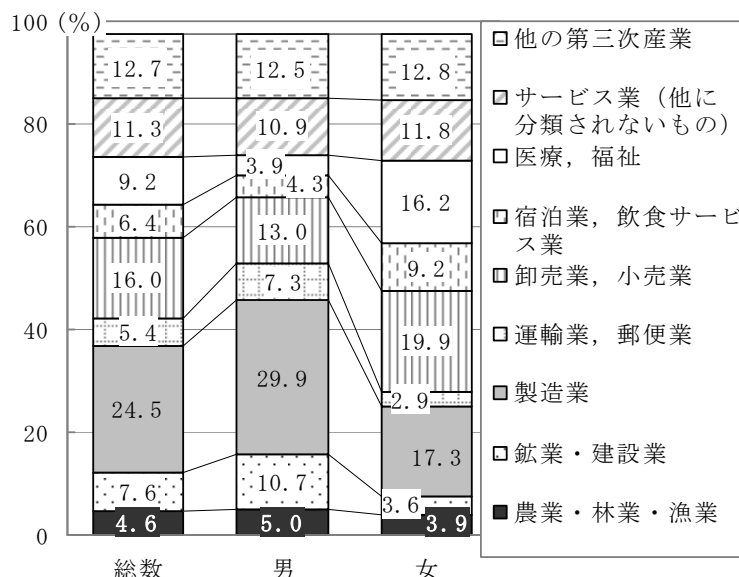 100 (%)
80
60
40
20
0
12.7
11.3
9.2
6.4
16.0
5.4
24.5
7.6
4.6
12.5
10.9
3.9
4.3
13.0
7.3
29.9
10.7
5.0
12.8
11.8
16.2
9.2
19.9
2.9
17.3
3.6
3.9
総数
男
女
他の第三次産業
サービス業（他に
分類されないもの）
医療，福祉
宿泊業，飲食サービ
ス業
卸売業，小売業
運輸業，郵便業
製造業
鉱業・建設業
農業・林業・漁業